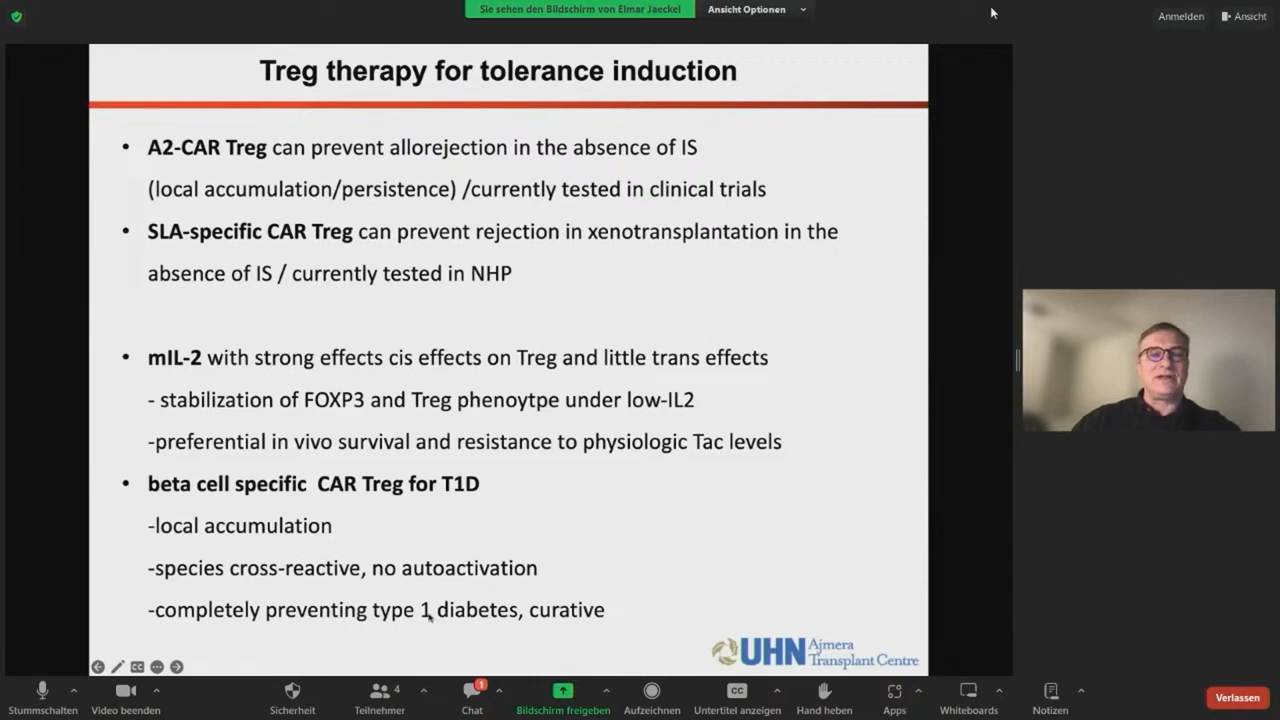 Sie sehen den Bildschirm von Elmar Jaeckel
Ansicht Optionen
Anmelden
Ansicht
Treg therapy for tolerance induction
• A2-CAR Treg can prevent allorejection in the absence of IS
(local accumulation/persistence) /currently tested in clinical trials
• SLA-specific CAR Treg can prevent rejection in xenotransplantation in the
absence of IS / currently tested in NHP
• mIL-2 with strong effects cis effects on Treg and little trans effects
- stabilization of FOXP3 and Treg phenoytpe under low-IL2
-preferential in vivo survival and resistance to physiologic Tac levels
• beta cell specific CAR Treg for T1D
-local accumulation
-species cross-reactive, no autoactivation
-completely preventing type 1 diabetes, curative
UHN Ajmera
Transplant Centre
CC
4
1
CC
Stummschalten
Video beenden
Sicherheit
Teilnehmer
Chat
Bildschirm freigeben
Aufzeichnen
Untertitel anzeigen
Hand heben
Apps
Whiteboards
Notizen
Verlassen